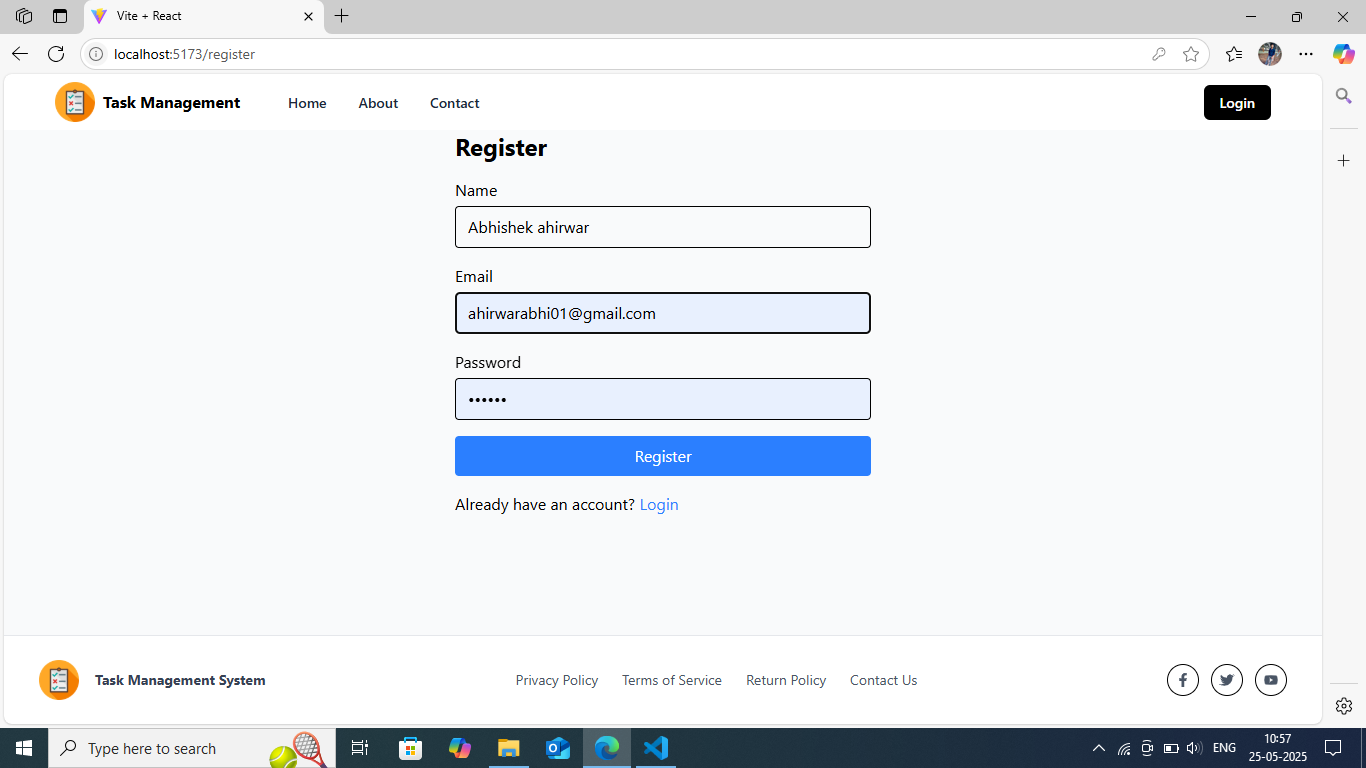 Vite + React
localhost:5173/register
Task Management Home About Contact Login
Register
Name
Abhishek ahirwar
Email
ahirwarabhi01@gmail.com
Password
••••••
Register
Already have an account? Login
Task Management System Privacy Policy Terms of Service Return Policy Contact Us
Type here to search
ENG
10:57
25-05-2025